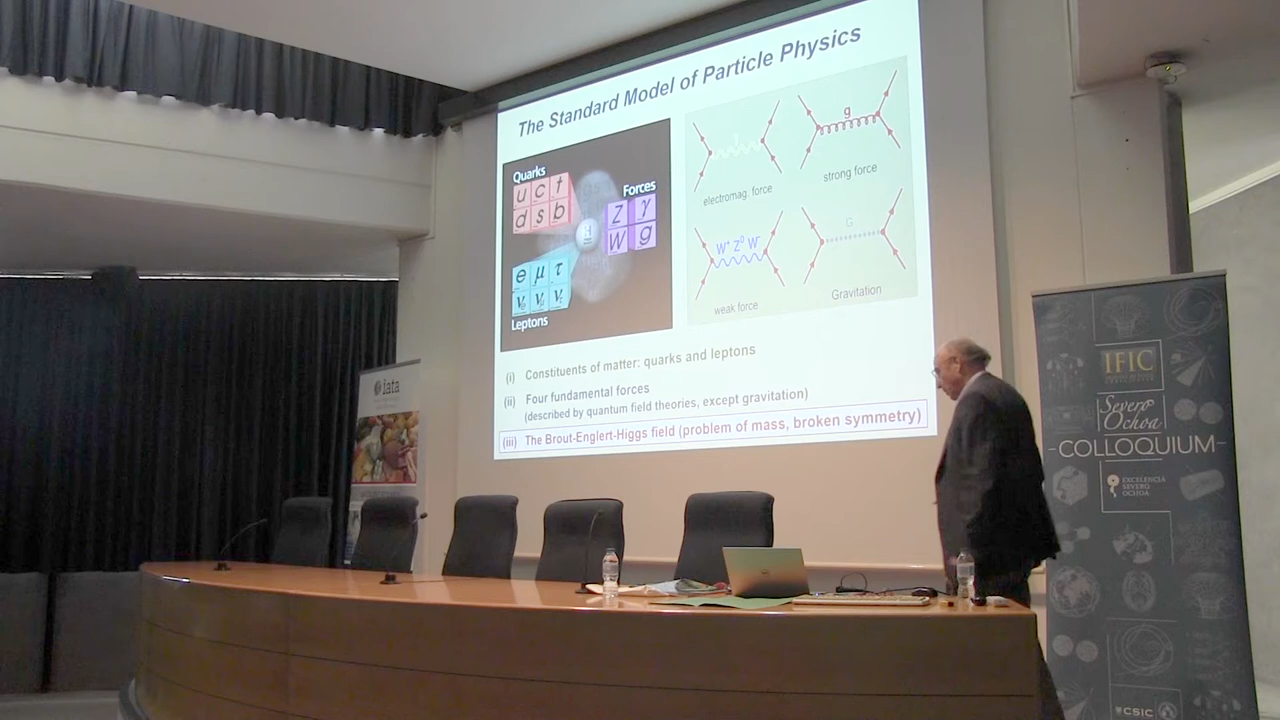 The Standard Model of Particle Physics
Quarks
u c t
d s b
Forces
Z γ
W g
H
e μ τ
Leptons
electromag. force
g
strong force
W⁺ Z⁰ W⁻
weak force
G
Gravitation
(i) Constituents of matter: quarks and leptons
(ii) Four fundamental forces
(described by quantum field theories, except gravitation)
(iii) The Brout-Englert-Higgs field (problem of mass, broken symmetry)
iata
IFIC
Severo
Ochoa
-COLLOQUIUM-
EXCELENCIA
SEVERO
OCHOA
CSIC